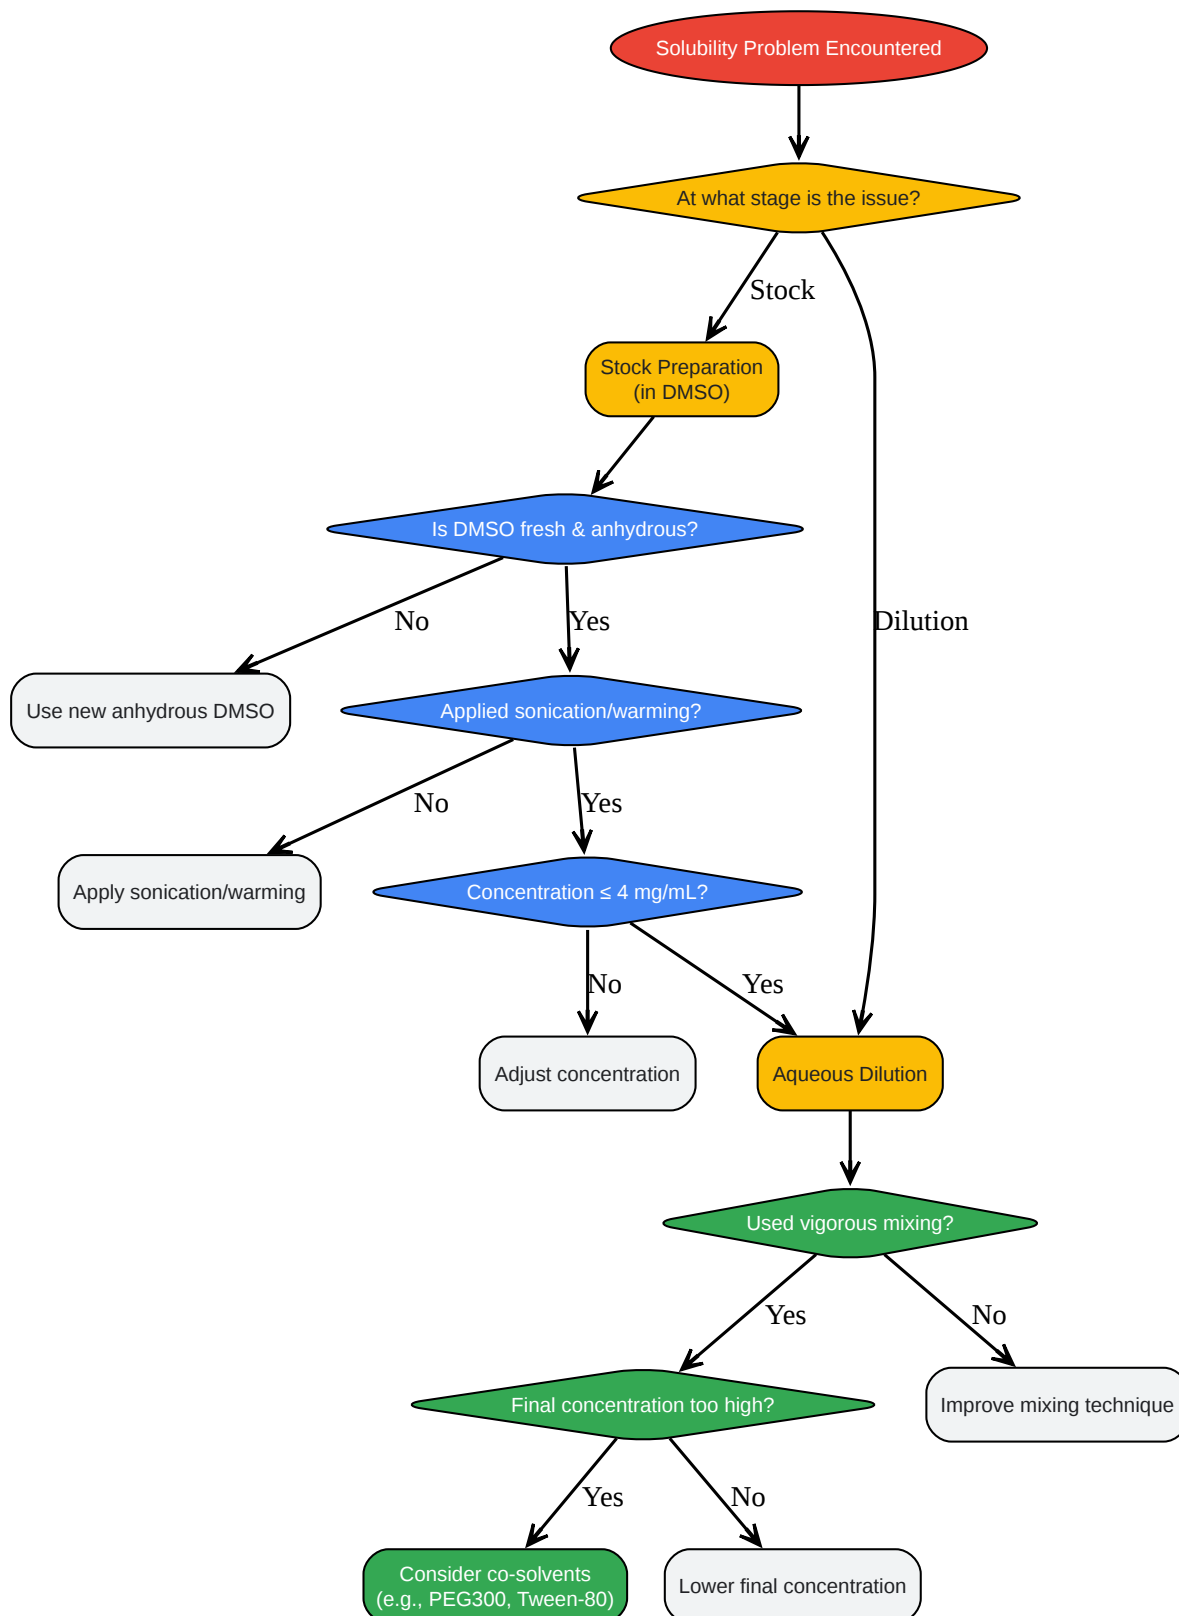 Solubility Problem Encountered
At what stage is the issue?
Stock
Stock Preparation
(in DMSO)
Is DMSO fresh & anhydrous?
No
Yes
Dilution
Use new anhydrous DMSO
Applied sonication/warming?
No
Yes
Apply sonication/warming
Concentration ≤ 4 mg/mL?
No
Yes
Adjust concentration
Aqueous Dilution
Used vigorous mixing?
Yes
No
Final concentration too high?
Improve mixing technique
Yes
No
Consider co-solvents
(e.g., PEG300, Tween-80)
Lower final concentration